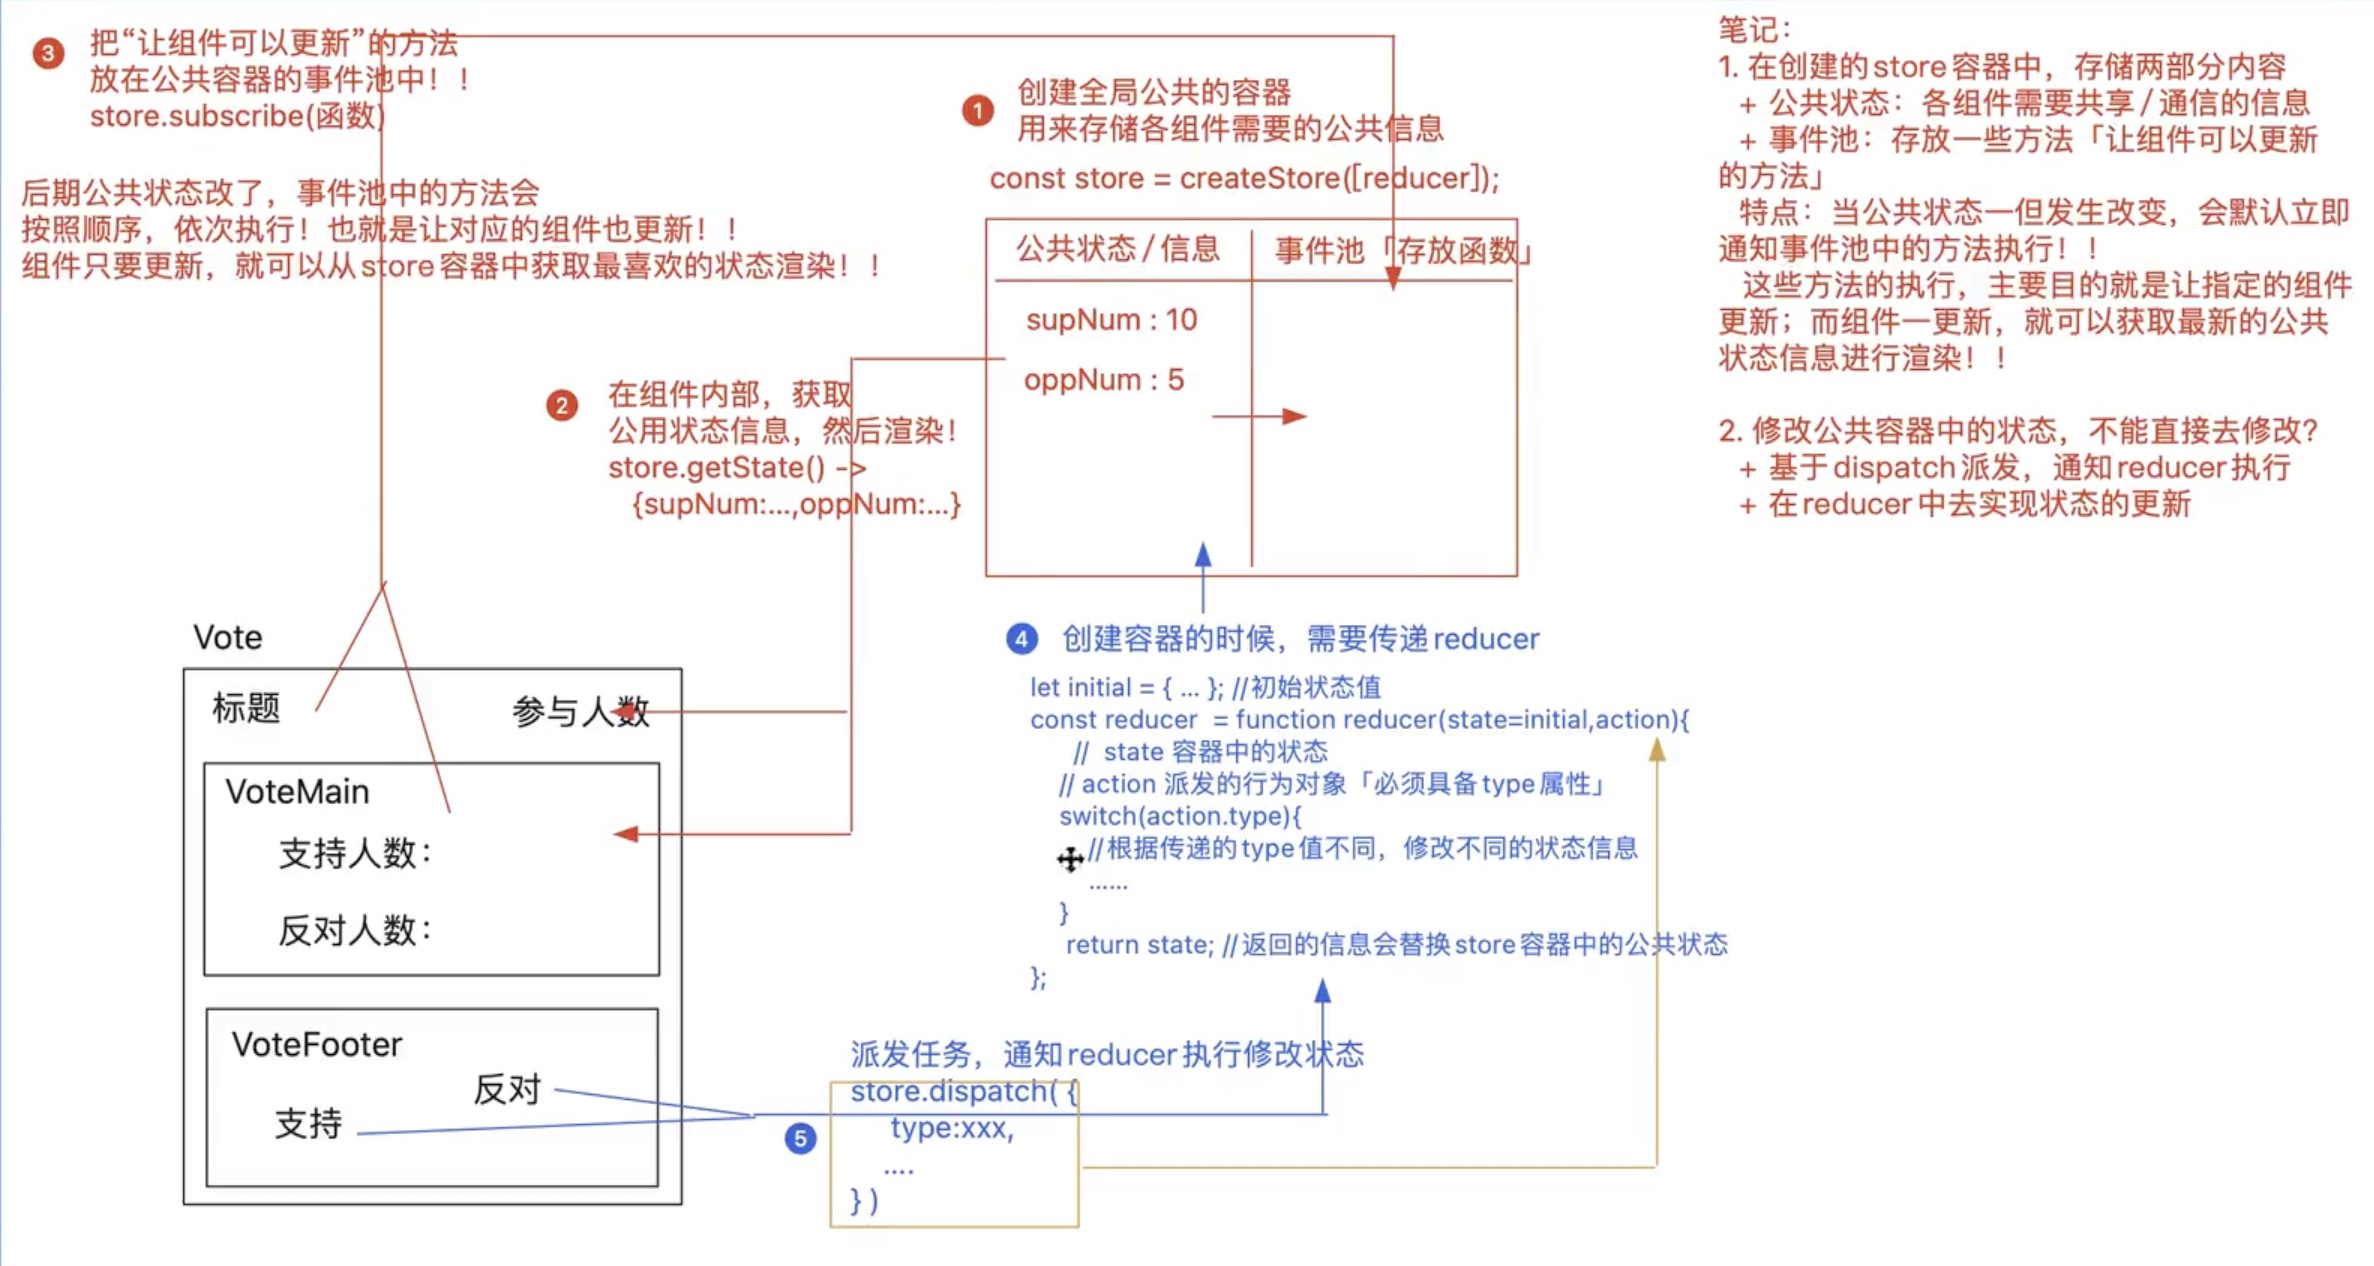 3
把“让组件可以更新”的方法
放在公共容器的事件池中！！
store.subscribe(函数)
后期公共状态改了，事件池中的方法会
按照顺序，依次执行！也就是让对应的组件也更新！！
组件只要更新，就可以从store容器中获取最喜欢的状态渲染！！
1
创建全局公共的容器
用来存储各组件需要的公共信息
const store = createStore([reducer]);
公共状态/信息
事件池「存放函数」
supNum : 10
oppNum : 5
2
在组件内部，获取
公用状态信息，然后渲染！
store.getState() ->
{supNum:...,oppNum:...}
Vote
标题
参与人数
VoteMain
支持人数：
反对人数：
VoteFooter
反对
支持
4
创建容器的时候，需要传递reducer
let initial = { ... }; //初始状态值
const reducer = function reducer(state=initial,action){
// state 容器中的状态
// action 派发的行为对象「必须具备type属性」
switch(action.type){
//根据传递的type值不同，修改不同的状态信息
......
}
return state; //返回的信息会替换store容器中的公共状态
};
5
派发任务，通知reducer执行修改状态
store.dispatch( {
type:xxx,
....
} )
笔记：
1. 在创建的store容器中，存储两部分内容
+ 公共状态：各组件需要共享/通信的信息
+ 事件池：存放一些方法「让组件可以更新
的方法」
特点：当公共状态一但发生改变，会默认立即
通知事件池中的方法执行！！
这些方法的执行，主要目的就是让指定的组件
更新；而组件一更新，就可以获取最新的公共
状态信息进行渲染！！
2. 修改公共容器中的状态，不能直接去修改?
+ 基于dispatch派发，通知reducer执行
+ 在reducer中去实现状态的更新